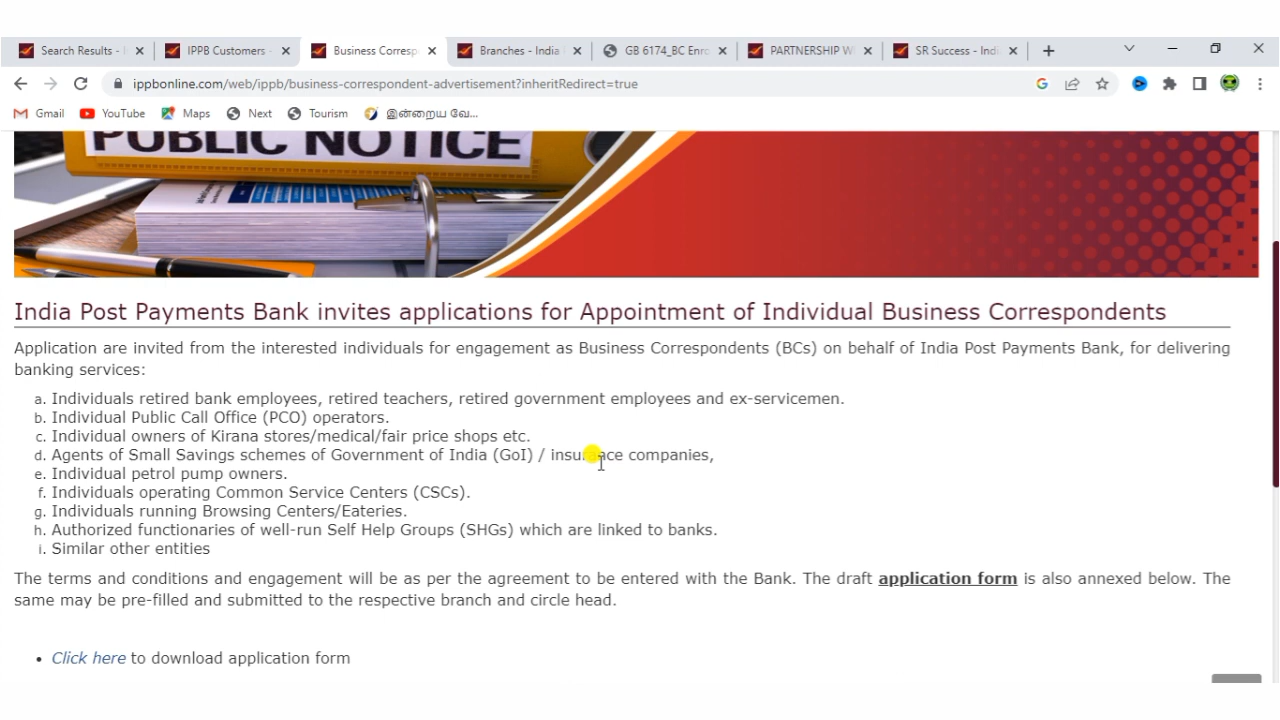 Search Results - I
IPPB Customers -
Business Corresp
Branches - India
GB 6174_BC Enro
PARTNERSHIP W
SR Success - Indi
ippbonline.com/web/ippb/business-correspondent-advertisement?inheritRedirect=true
Gmail
YouTube
Maps
Next
Tourism
இன்றைய வே...
PUBLIC NOTICE
India Post Payments Bank invites applications for Appointment of Individual Business Correspondents
Application are invited from the interested individuals for engagement as Business Correspondents (BCs) on behalf of India Post Payments Bank, for delivering
banking services:
a. Individuals retired bank employees, retired teachers, retired government employees and ex-servicemen.
b. Individual Public Call Office (PCO) operators.
c. Individual owners of Kirana stores/medical/fair price shops etc.
d. Agents of Small Savings schemes of Government of India (GoI) / insurance companies,
e. Individual petrol pump owners.
f. Individuals operating Common Service Centers (CSCs).
g. Individuals running Browsing Centers/Eateries.
h. Authorized functionaries of well-run Self Help Groups (SHGs) which are linked to banks.
i. Similar other entities
The terms and conditions and engagement will be as per the agreement to be entered with the Bank. The draft application form is also annexed below. The
same may be pre-filled and submitted to the respective branch and circle head.
• Click here to download application form